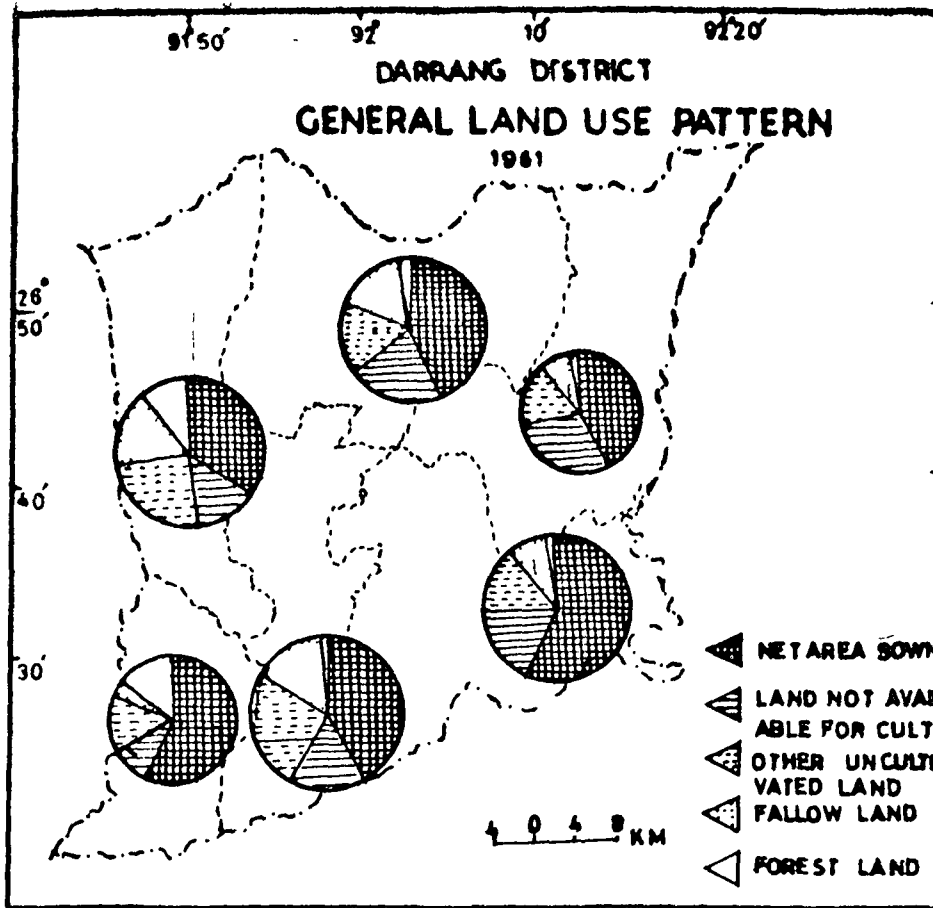 91°50′ 92° 10′ 92°20′
DARRANG DISTRICT
GENERAL LAND USE PATTERN
1961
26°
50′
40′
30′
NET AREA SOWN
LAND NOT AVAI
ABLE FOR CULT
OTHER UNCULTI
VATED LAND
FALLOW LAND
FOREST LAND
4 0 4 8 KM